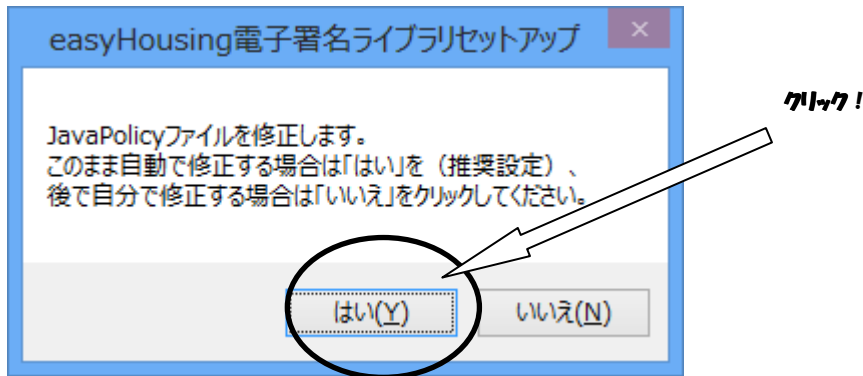 easyHousing電子署名ライブラリセットアップ
クリック！
JavaPolicyファイルを修正します。
このまま自動で修正する場合は「はい」を（推奨設定）、
後で自分で修正する場合は「いいえ」をクリックしてください。
はい(Y)
いいえ(N)